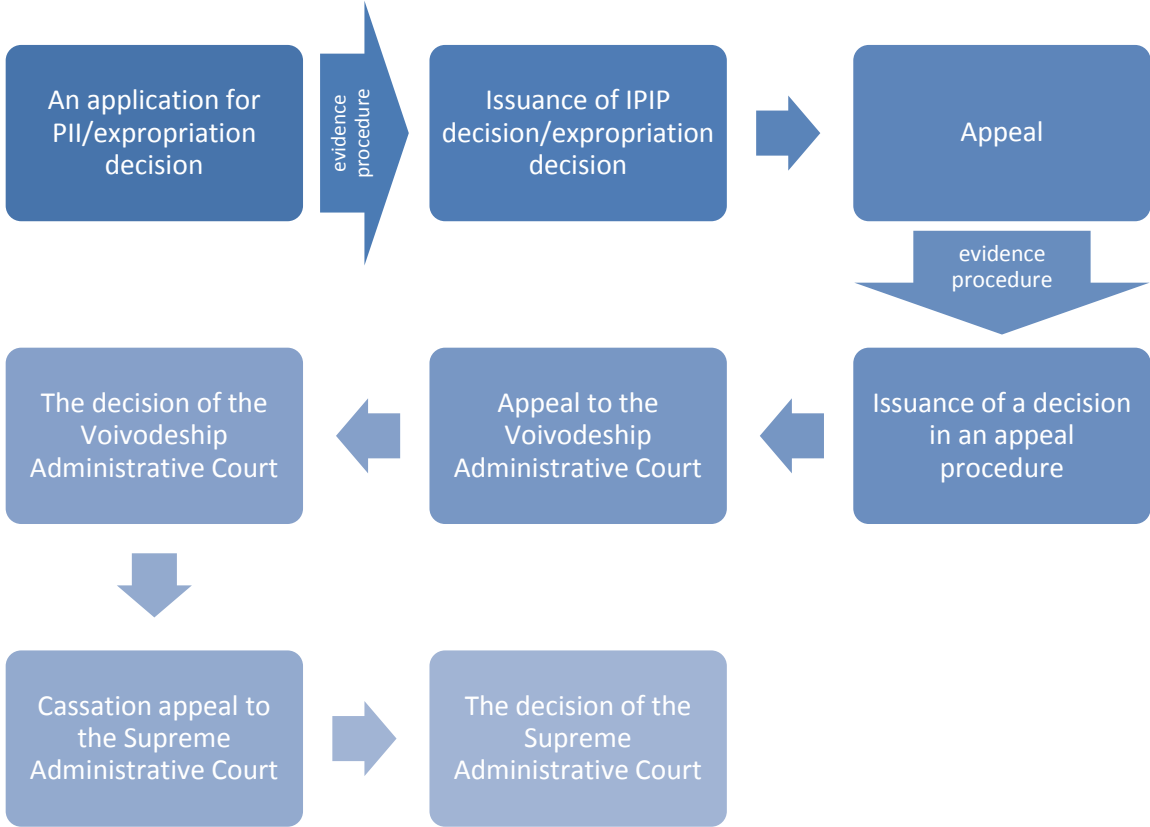 An application for
PII/expropriation
decision
evidence
procedure
Issuance of IPIP
decision/expropriation
decision
Appeal
evidence
procedure
Issuance of a decision
in an appeal
procedure
Appeal to the
Voivodeship
Administrative Court
The decision of the
Voivodeship
Administrative Court
Cassation appeal to
the Supreme
Administrative Court
The decision of the
Supreme
Administrative Court